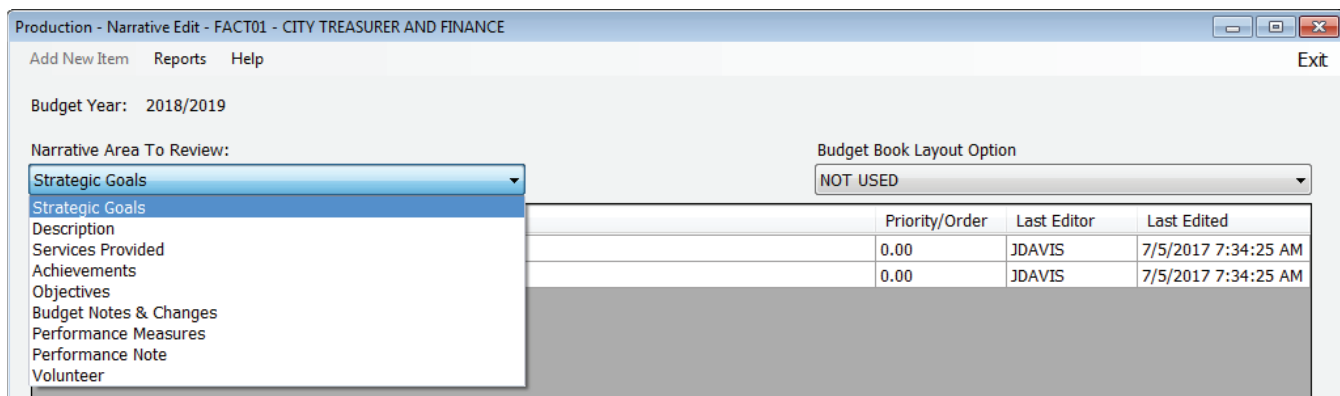 Production - Narrative Edit - FACT01 - CITY TREASURER AND FINANCE
Add New Item Reports Help Exit
Budget Year: 2018/2019
Narrative Area To Review: Budget Book Layout Option
Strategic Goals NOT USED
Strategic Goals Priority/Order Last Editor Last Edited
Description
Services Provided 0.00 JDAVIS 7/5/2017 7:34:25 AM
Achievements 0.00 JDAVIS 7/5/2017 7:34:25 AM
Objectives
Budget Notes & Changes
Performance Measures
Performance Note
Volunteer